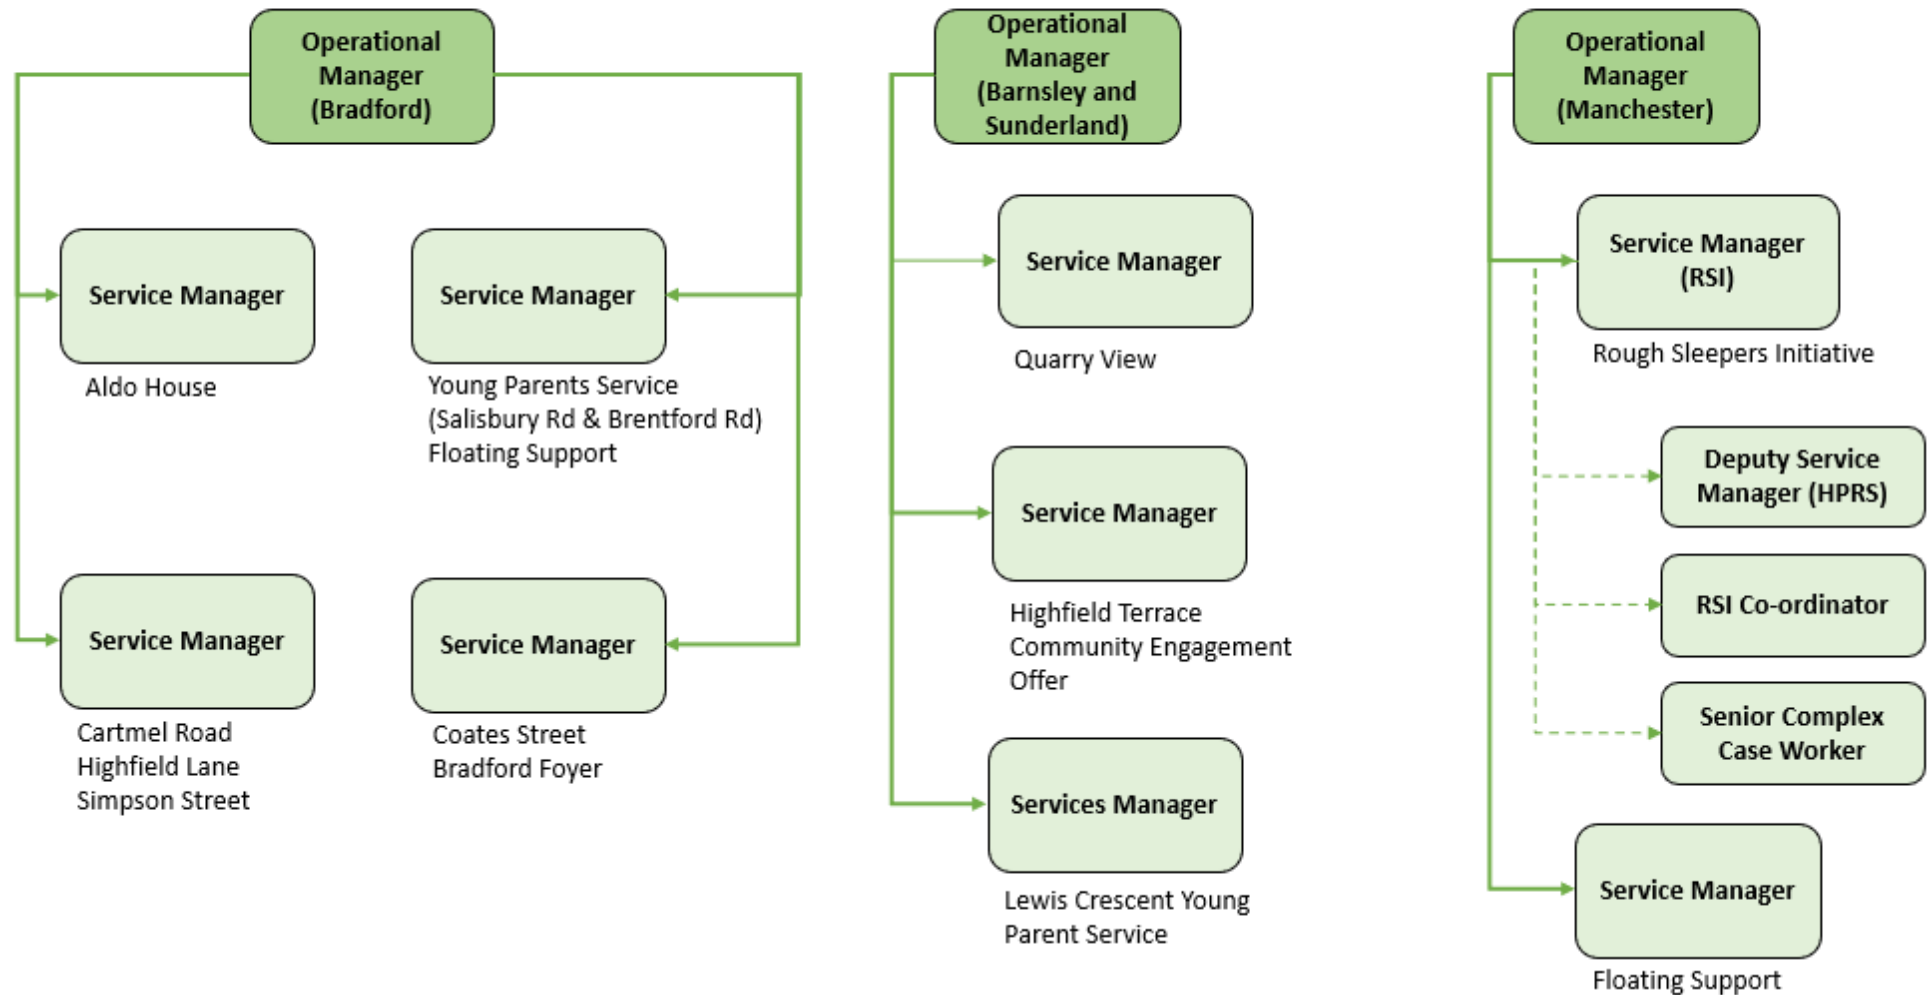 Operational
Manager
(Bradford)
Service Manager
Aldo House
Service Manager
Young Parents Service
(Salisbury Rd & Brentford Rd)
Floating Support
Service Manager
Cartmel Road
Highfield Lane
Simpson Street
Service Manager
Coates Street
Bradford Foyer
Operational
Manager
(Barnsley and
Sunderland)
Service Manager
Quarry View
Service Manager
Highfield Terrace
Community Engagement
Offer
Services Manager
Lewis Crescent Young
Parent Service
Operational
Manager
(Manchester)
Service Manager
(RSI)
Rough Sleepers Initiative
Deputy Service
Manager (HPRS)
RSI Co-ordinator
Senior Complex
Case Worker
Service Manager
Floating Support